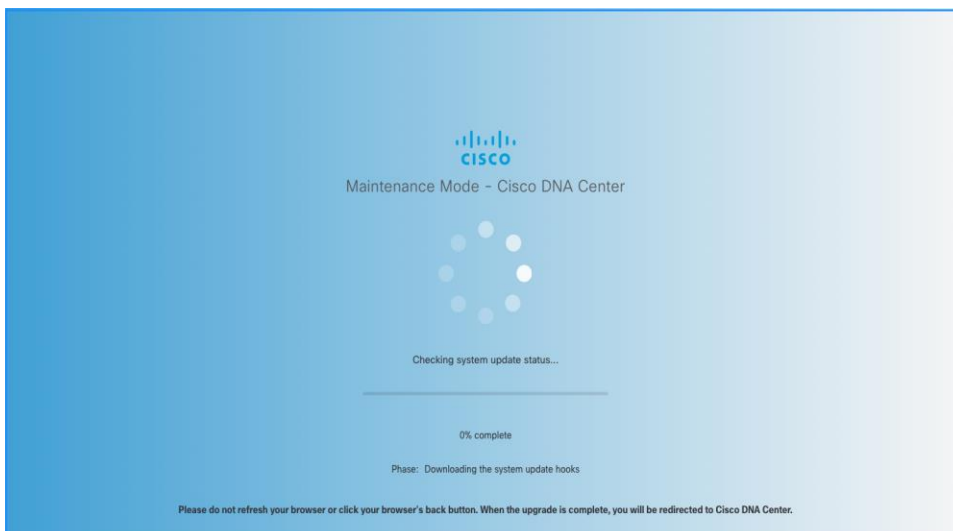 CISCO
Maintenance Mode - Cisco DNA Center
Checking system update status...
0% complete
Phase: Downloading the system update hooks
Please do not refresh your browser or click your browser's back button. When the upgrade is complete, you will be redirected to Cisco DNA Center.